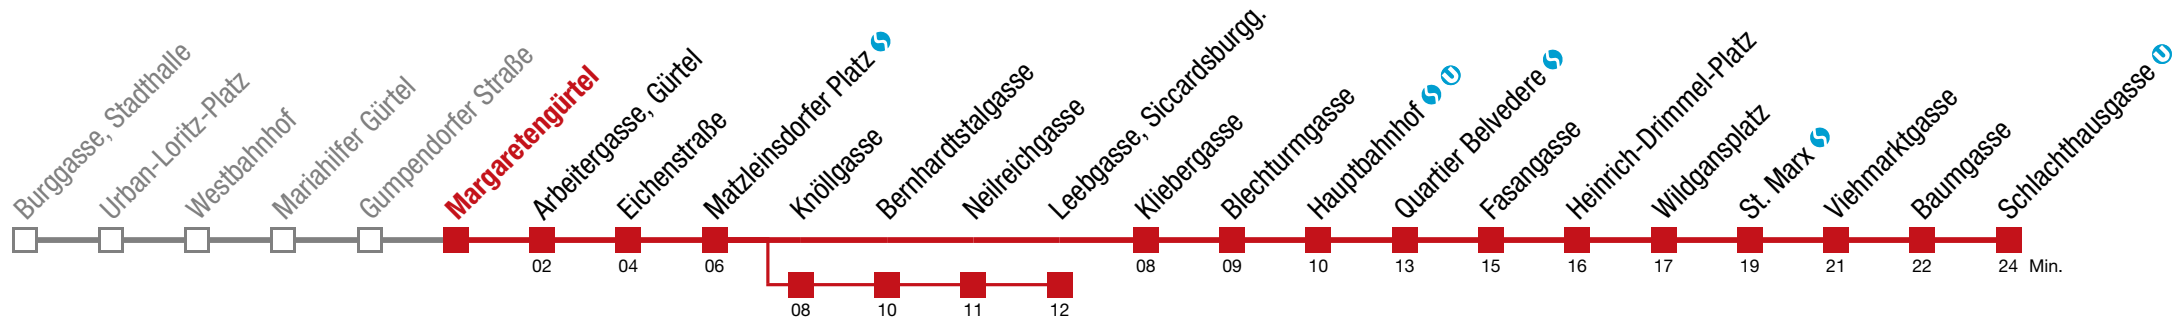 Burggasse, Stadthalle
Urban-Loritz-Platz
Westbahnhof
Mariahilfer Gürtel
Gumpendorfer Straße
Margaretengürtel
Arbeitergasse, Gürtel
Eichenstraße
Matzleinsdorfer Platz S
Knöllgasse
Bernhardtstalgasse
Neilreichgasse
Leebgasse, Siccardsburgg.
Kliebergasse
Blechturmgasse
Hauptbahnhof S U
Quartier Belvedere S
Fasangasse
Heinrich-Drimmel-Platz
Wildgansplatz
St. Marx S
Viehmarktgasse
Baumgasse
Schlachthausgasse U
02 04 06 08 09 10 13 15 16 17 19 21 22 24 Min.
08 10 11 12